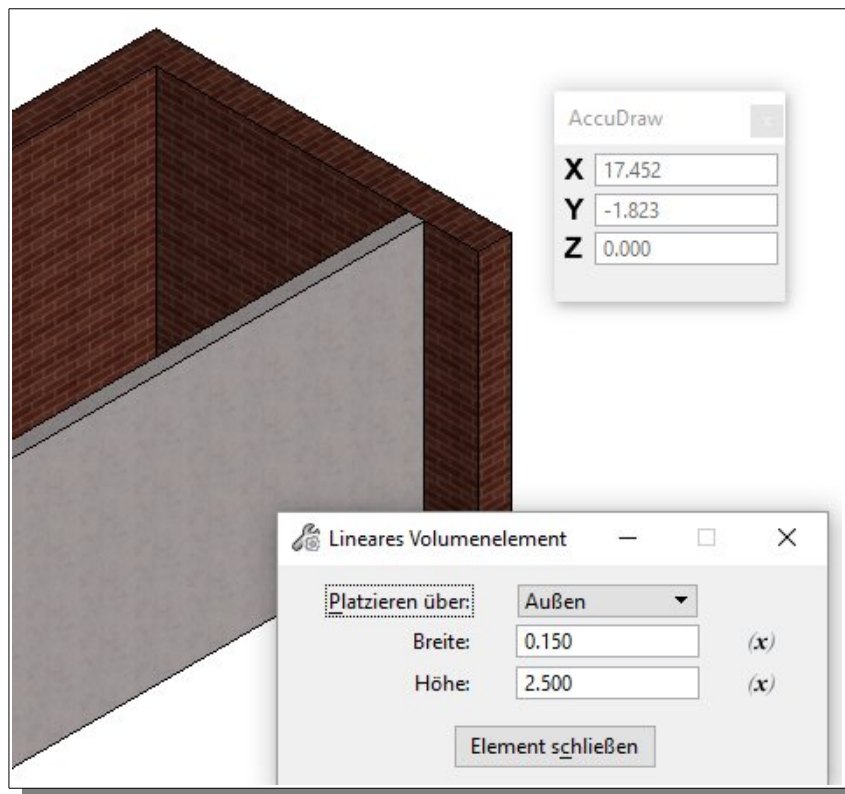 AccuDraw
X 17.452
Y -1.823
Z 0.000
Lineares Volumenelement
Platzieren über: Außen
Breite: 0.150 (x)
Höhe: 2.500 (x)
Element schließen